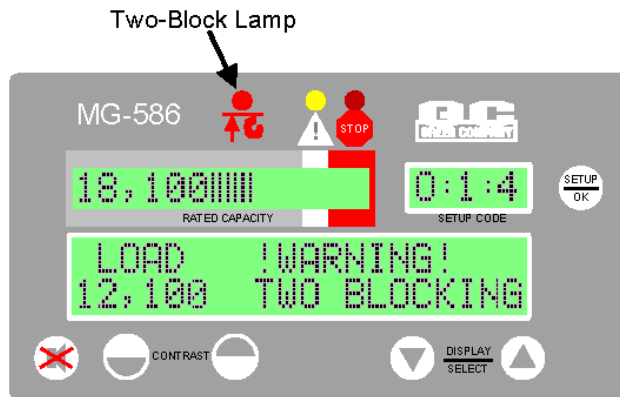 Two-Block Lamp
MG-586
STOP
18,100
RATED CAPACITY
0:1:4
SETUP CODE
SETUP
OK
LOAD !WARNING!
12,100 TWO BLOCKING
CONTRAST
DISPLAY
SELECT